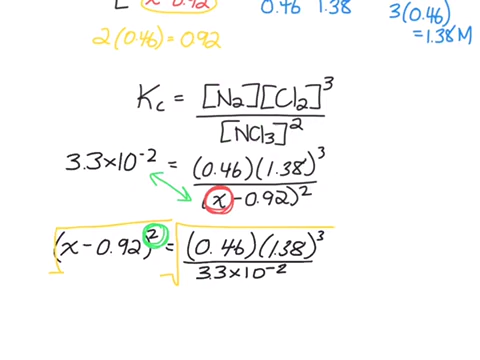 [ x - 0.92 0.46 1.38 3(0.46)
2(0.46) = 0.92 = 1.38 M
Kc = [N2][Cl2]^3
[NCl3]^2
3.3×10^-2 = (0.46)(1.38)^3
(x - 0.92)^2
(x - 0.92)^2 = (0.46)(1.38)^3
3.3×10^-2